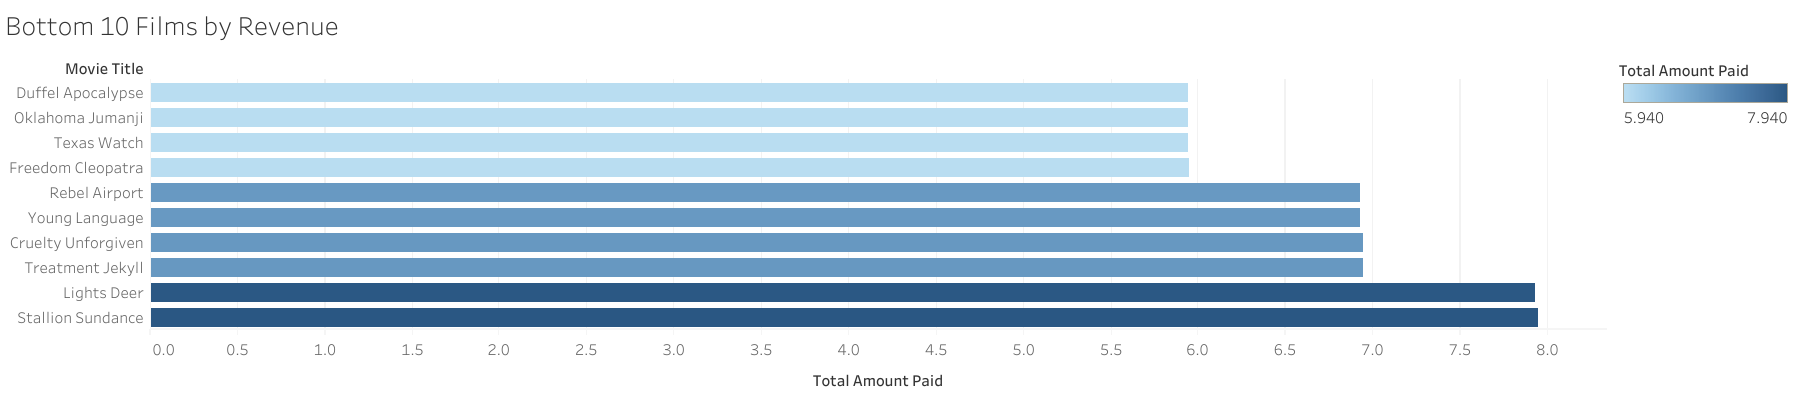 Bottom 10 Films by Revenue
Movie Title
Duffel Apocalypse
Oklahoma Jumanji
Texas Watch
Freedom Cleopatra
Rebel Airport
Young Language
Cruelty Unforgiven
Treatment Jekyll
Lights Deer
Stallion Sundance
0.0 0.5 1.0 1.5 2.0 2.5 3.0 3.5 4.0 4.5 5.0 5.5 6.0 6.5 7.0 7.5 8.0
Total Amount Paid
Total Amount Paid
5.940 7.940